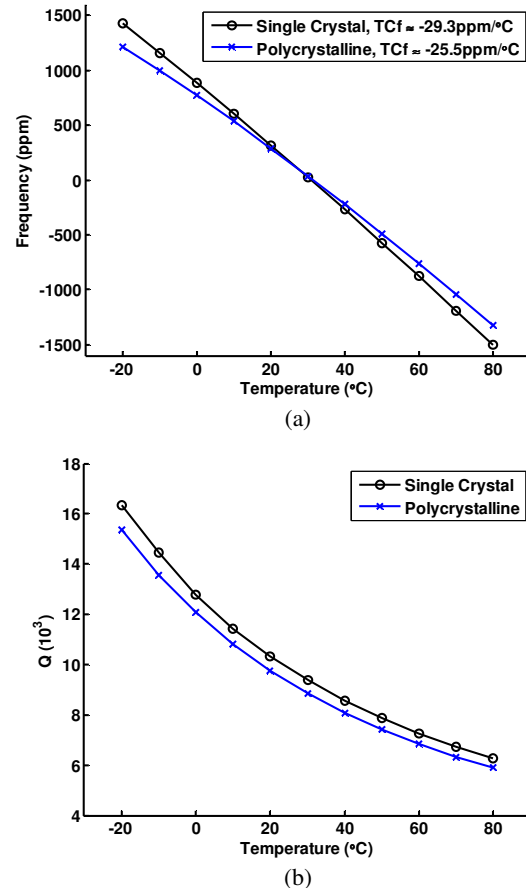 1500
1000
500
0
-500
-1000
-1500
Frequency (ppm)
Single Crystal, TCf ≈ -29.3ppm/°C
Polycrystalline, TCf ≈ -25.5ppm/°C
-20 0 20 40 60 80
Temperature (°C)
(a)
18
16
14
12
10
8
6
4
Q (10³)
Single Crystal
Polycrystalline
-20 0 20 40 60 80
Temperature (°C)
(b)